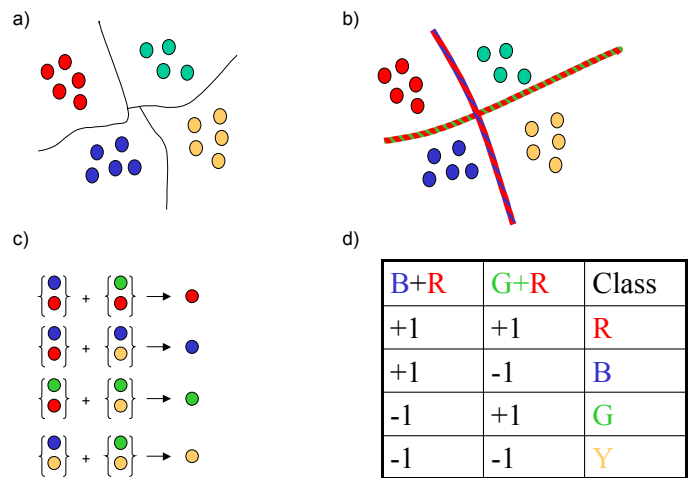 a)
b)
c)
+
+
+
+
d)
B+R G+R Class
+1 +1 R
+1 -1 B
-1 +1 G
-1 -1 Y